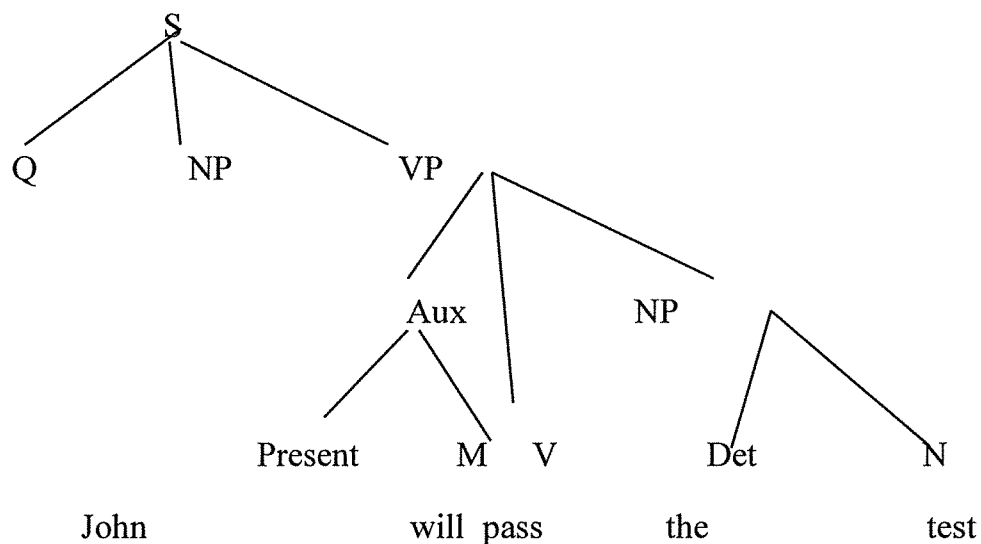 S
Q NP VP
Aux NP
Present M V Det N
John will pass the test